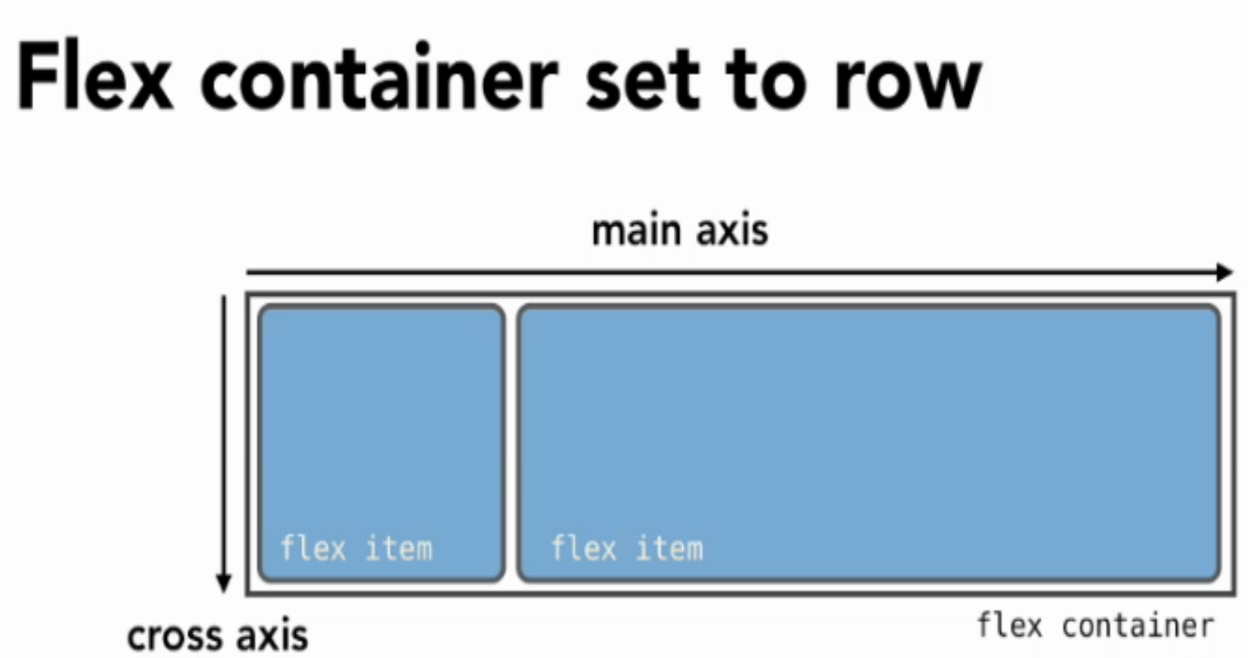 Flex container set to row
main axis
flex item
flex item
flex container
cross axis